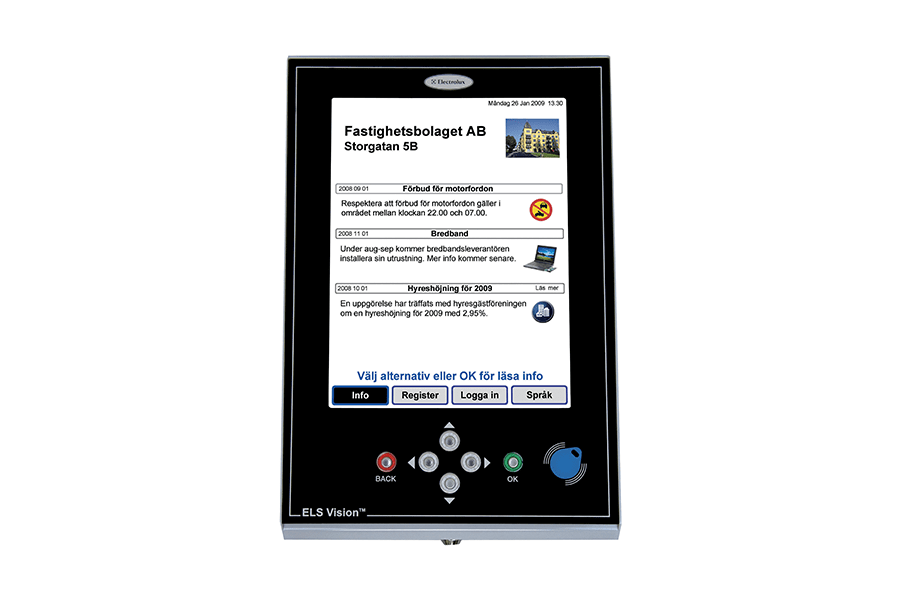 Electrolux
Måndag 26 Jan 2009 13.30
Fastighetsbolaget AB
Storgatan 5B
2008 09 01 Förbud för motorfordon
Respektera att förbud för motorfordon gäller i
området mellan klockan 22.00 och 07.00.
2008 11 01 Bredband
Under aug-sep kommer bredbandsleverantören
installera sin utrustning. Mer info kommer senare.
2008 10 01 Hyreshöjning för 2009 Läs mer
En uppgörelse har träffats med hyresgästföreningen
om en hyreshöjning för 2009 med 2,95%.
Välj alternativ eller OK för läsa info
Info Register Logga in Språk
BACK OK
ELS Vision™